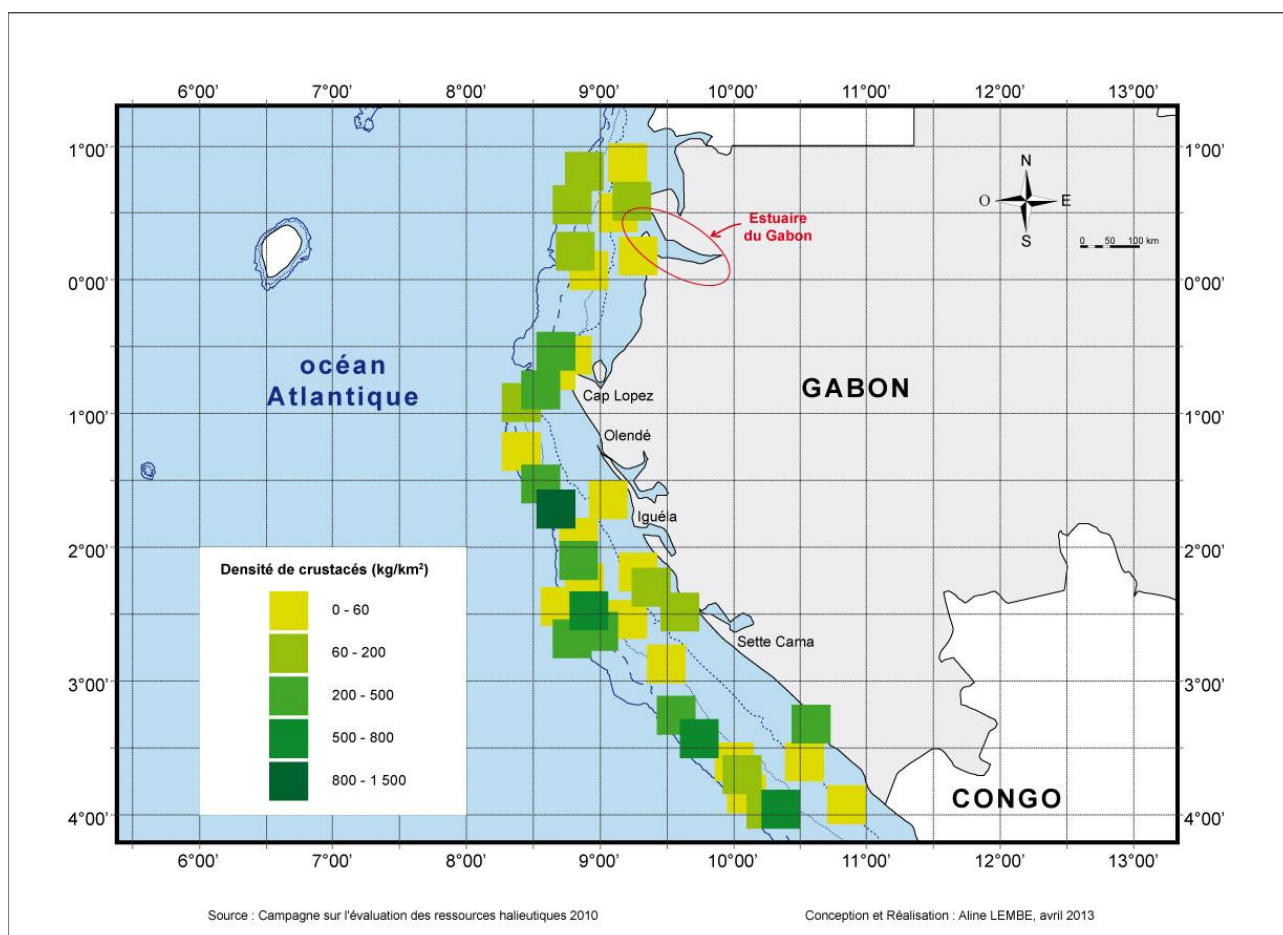 6°00' 7°00' 8°00' 9°00' 10°00' 11°00' 12°00' 13°00'
1°00' 1°00'
N
O E
S
Estuaire
du Gabon
0 50 100 km
0°00' 0°00'
océan
Atlantique
GABON
Cap Lopez
1°00' 1°00'
Olendé
Iguéla
2°00' 2°00'
Densité de crustacés (kg/km²)
0 - 60
60 - 200
200 - 500
500 - 800
800 - 1 500
Sette Cama
3°00' 3°00'
CONGO
4°00' 4°00'
6°00' 7°00' 8°00' 9°00' 10°00' 11°00' 12°00' 13°00'
Source : Campagne sur l'évaluation des ressources halieutiques 2010
Conception et Réalisation : Aline LEMBE, avril 2013